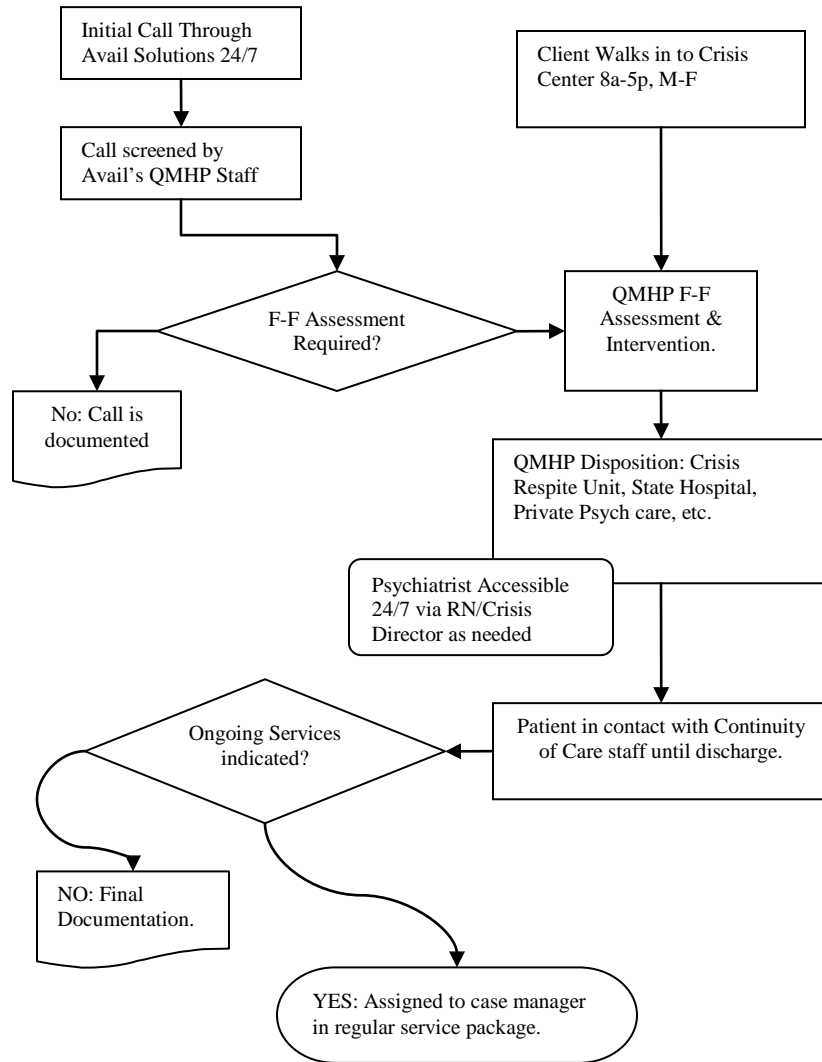 Initial Call Through
Avail Solutions 24/7
Client Walks in to Crisis
Center 8a-5p, M-F
Call screened by
Avail’s QMHP Staff
F-F Assessment
Required?
QMHP F-F
Assessment &
Intervention.
No: Call is
documented
QMHP Disposition: Crisis
Respite Unit, State Hospital,
Private Psych care, etc.
Psychiatrist Accessible
24/7 via RN/Crisis
Director as needed
Patient in contact with Continuity
of Care staff until discharge.
Ongoing Services
indicated?
NO: Final
Documentation.
YES: Assigned to case manager
in regular service package.